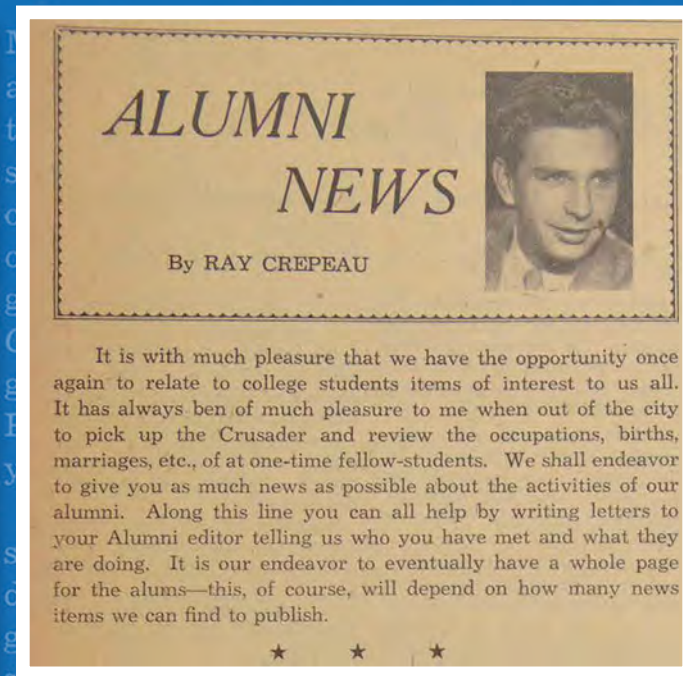 ALUMNI
NEWS
By RAY CREPEAU
It is with much pleasure that we have the opportunity once
again to relate to college students items of interest to us all.
It has always ben of much pleasure to me when out of the city
to pick up the Crusader and review the occupations, births,
marriages, etc., of at one-time fellow-students. We shall endeavor
to give you as much news as possible about the activities of our
alumni. Along this line you can all help by writing letters to
your Alumni editor telling us who you have met and what they
are doing. It is our endeavor to eventually have a whole page
for the alums—this, of course, will depend on how many news
items we can find to publish.
★ ★ ★